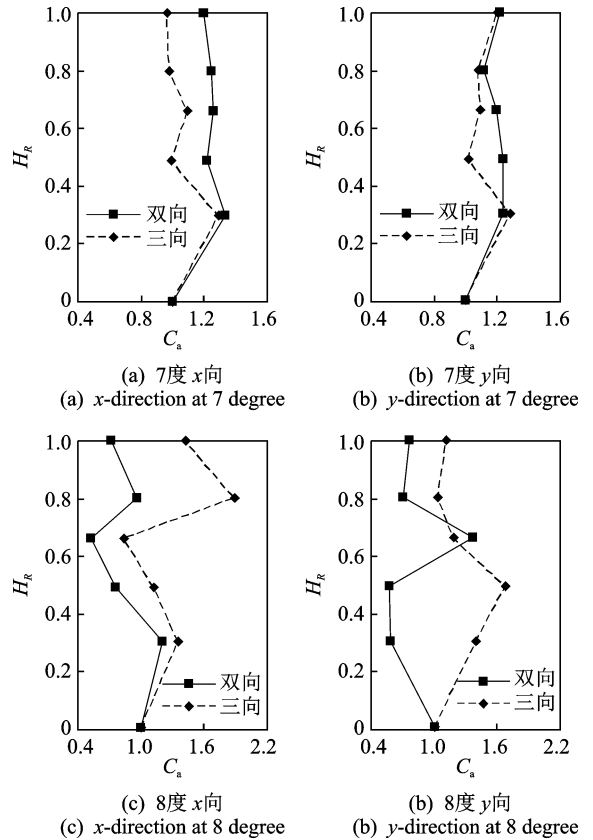 1.0
0.8
0.6
H_R
0.4
双向
三向
0.2
0
0.4 0.8 1.2 1.6
C_a
(a) 7度 x向
(a) x-direction at 7 degree
1.0
0.8
0.6
H_R
0.4
双向
三向
0.2
0
0.4 0.8 1.2 1.6
C_a
(b) 7度 y向
(b) y-direction at 7 degree
1.0
0.8
0.6
H_R
0.4
0.2
双向
三向
0
0.4 1.0 1.6 2.2
C_a
(c) 8度 x向
(c) x-direction at 8 degree
1.0
0.8
0.6
H_R
0.4
0.2
双向
三向
0
0.4 1.0 1.6 2.2
C_a
(b) 8度 y向
(b) y-direction at 8 degree